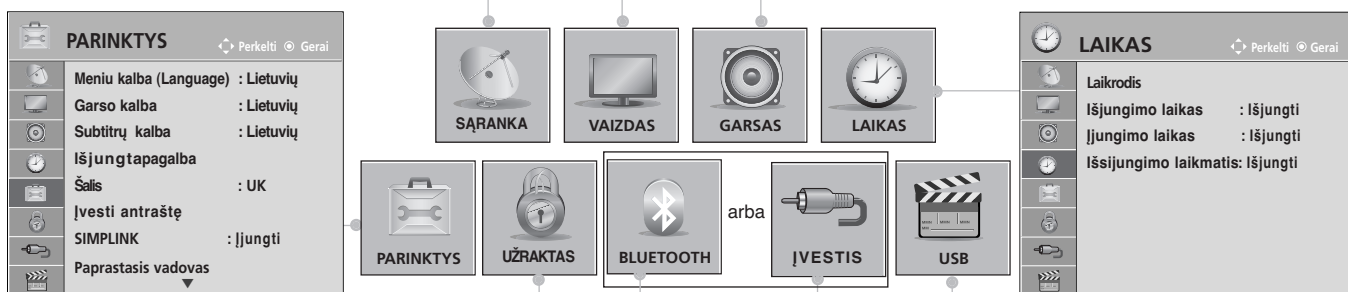 PARINKTYS
Perkelti Gerai
Meniu kalba (Language) : Lietuvių
Garso kalba : Lietuvių
Subtitrų kalba : Lietuvių
Išjungtapagalba
Šalis : UK
Įvesti antraštę
SIMPLINK : Įjungti
Paprastasis vadovas
SĄRANKA
VAIZDAS
GARSAS
LAIKAS
PARINKTYS
UŽRAKTAS
BLUETOOTH
arba
ĮVESTIS
USB
LAIKAS
Perkelti Gerai
Laikrodis
Išjungimo laikas : Išjungti
Įjungimo laikas : Išjungti
Išsijungimo laikmatis: Išjungti